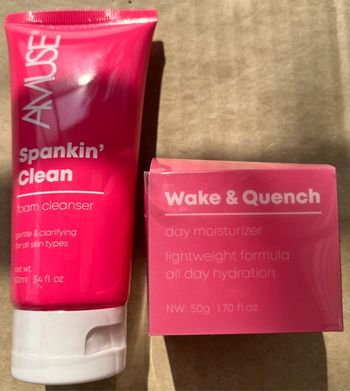 AMUSE
Spankin'
Clean
foam cleanser
gentle & clarifying
for all skin types
net wt.
100ml 3.4 fl. oz.
Wake & Quench
day moisturizer
lightweight formula
all day hydration
NW. 50g 1.70 fl oz